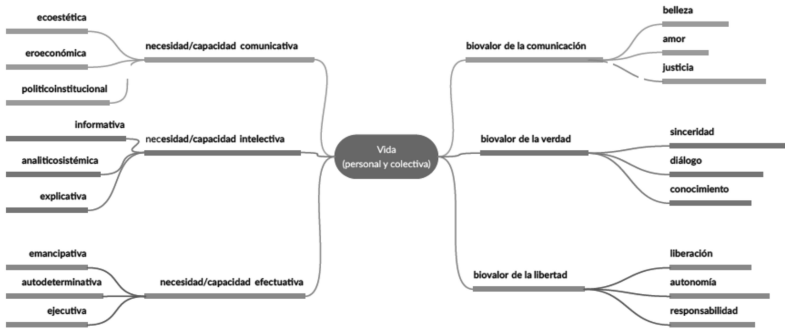 ecoestética
eroeconómica
politicoinstitucional
necesidad/capacidad comunicativa
informativa
analiticosistémica
explicativa
necesidad/capacidad intelectiva
emancipativa
autodeterminativa
ejecutiva
necesidad/capacidad efectuativa
Vida
(personal y colectiva)
biovalor de la comunicación
belleza
amor
justicia
biovalor de la verdad
sinceridad
diálogo
conocimiento
biovalor de la libertad
liberación
autonomía
responsabilidad